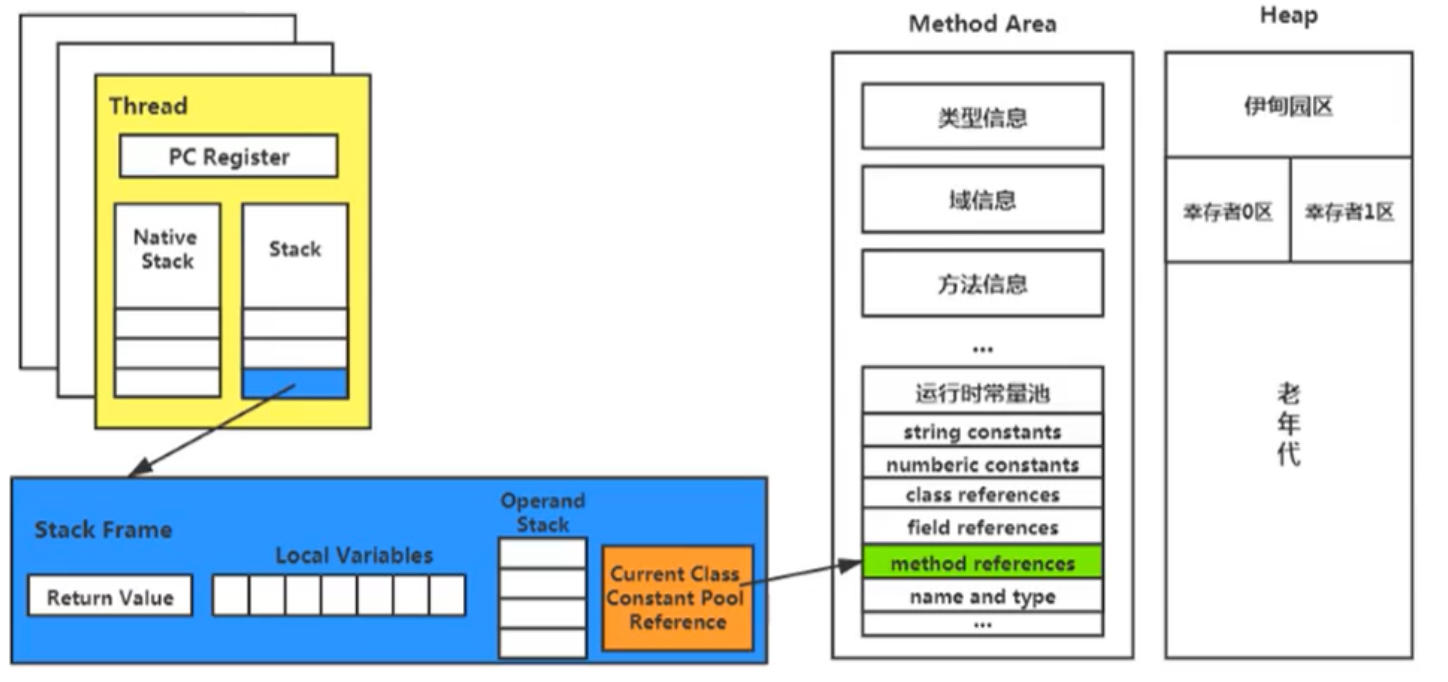 Thread
PC Register
Native
Stack
Stack
Stack Frame
Return Value
Local Variables
Operand
Stack
Current Class
Constant Pool
Reference
Method Area
类型信息
域信息
方法信息
...
运行时常量池
string constants
numberic constants
class references
field references
method references
name and type
...
Heap
伊甸园区
幸存者0区
幸存者1区
老
年
代